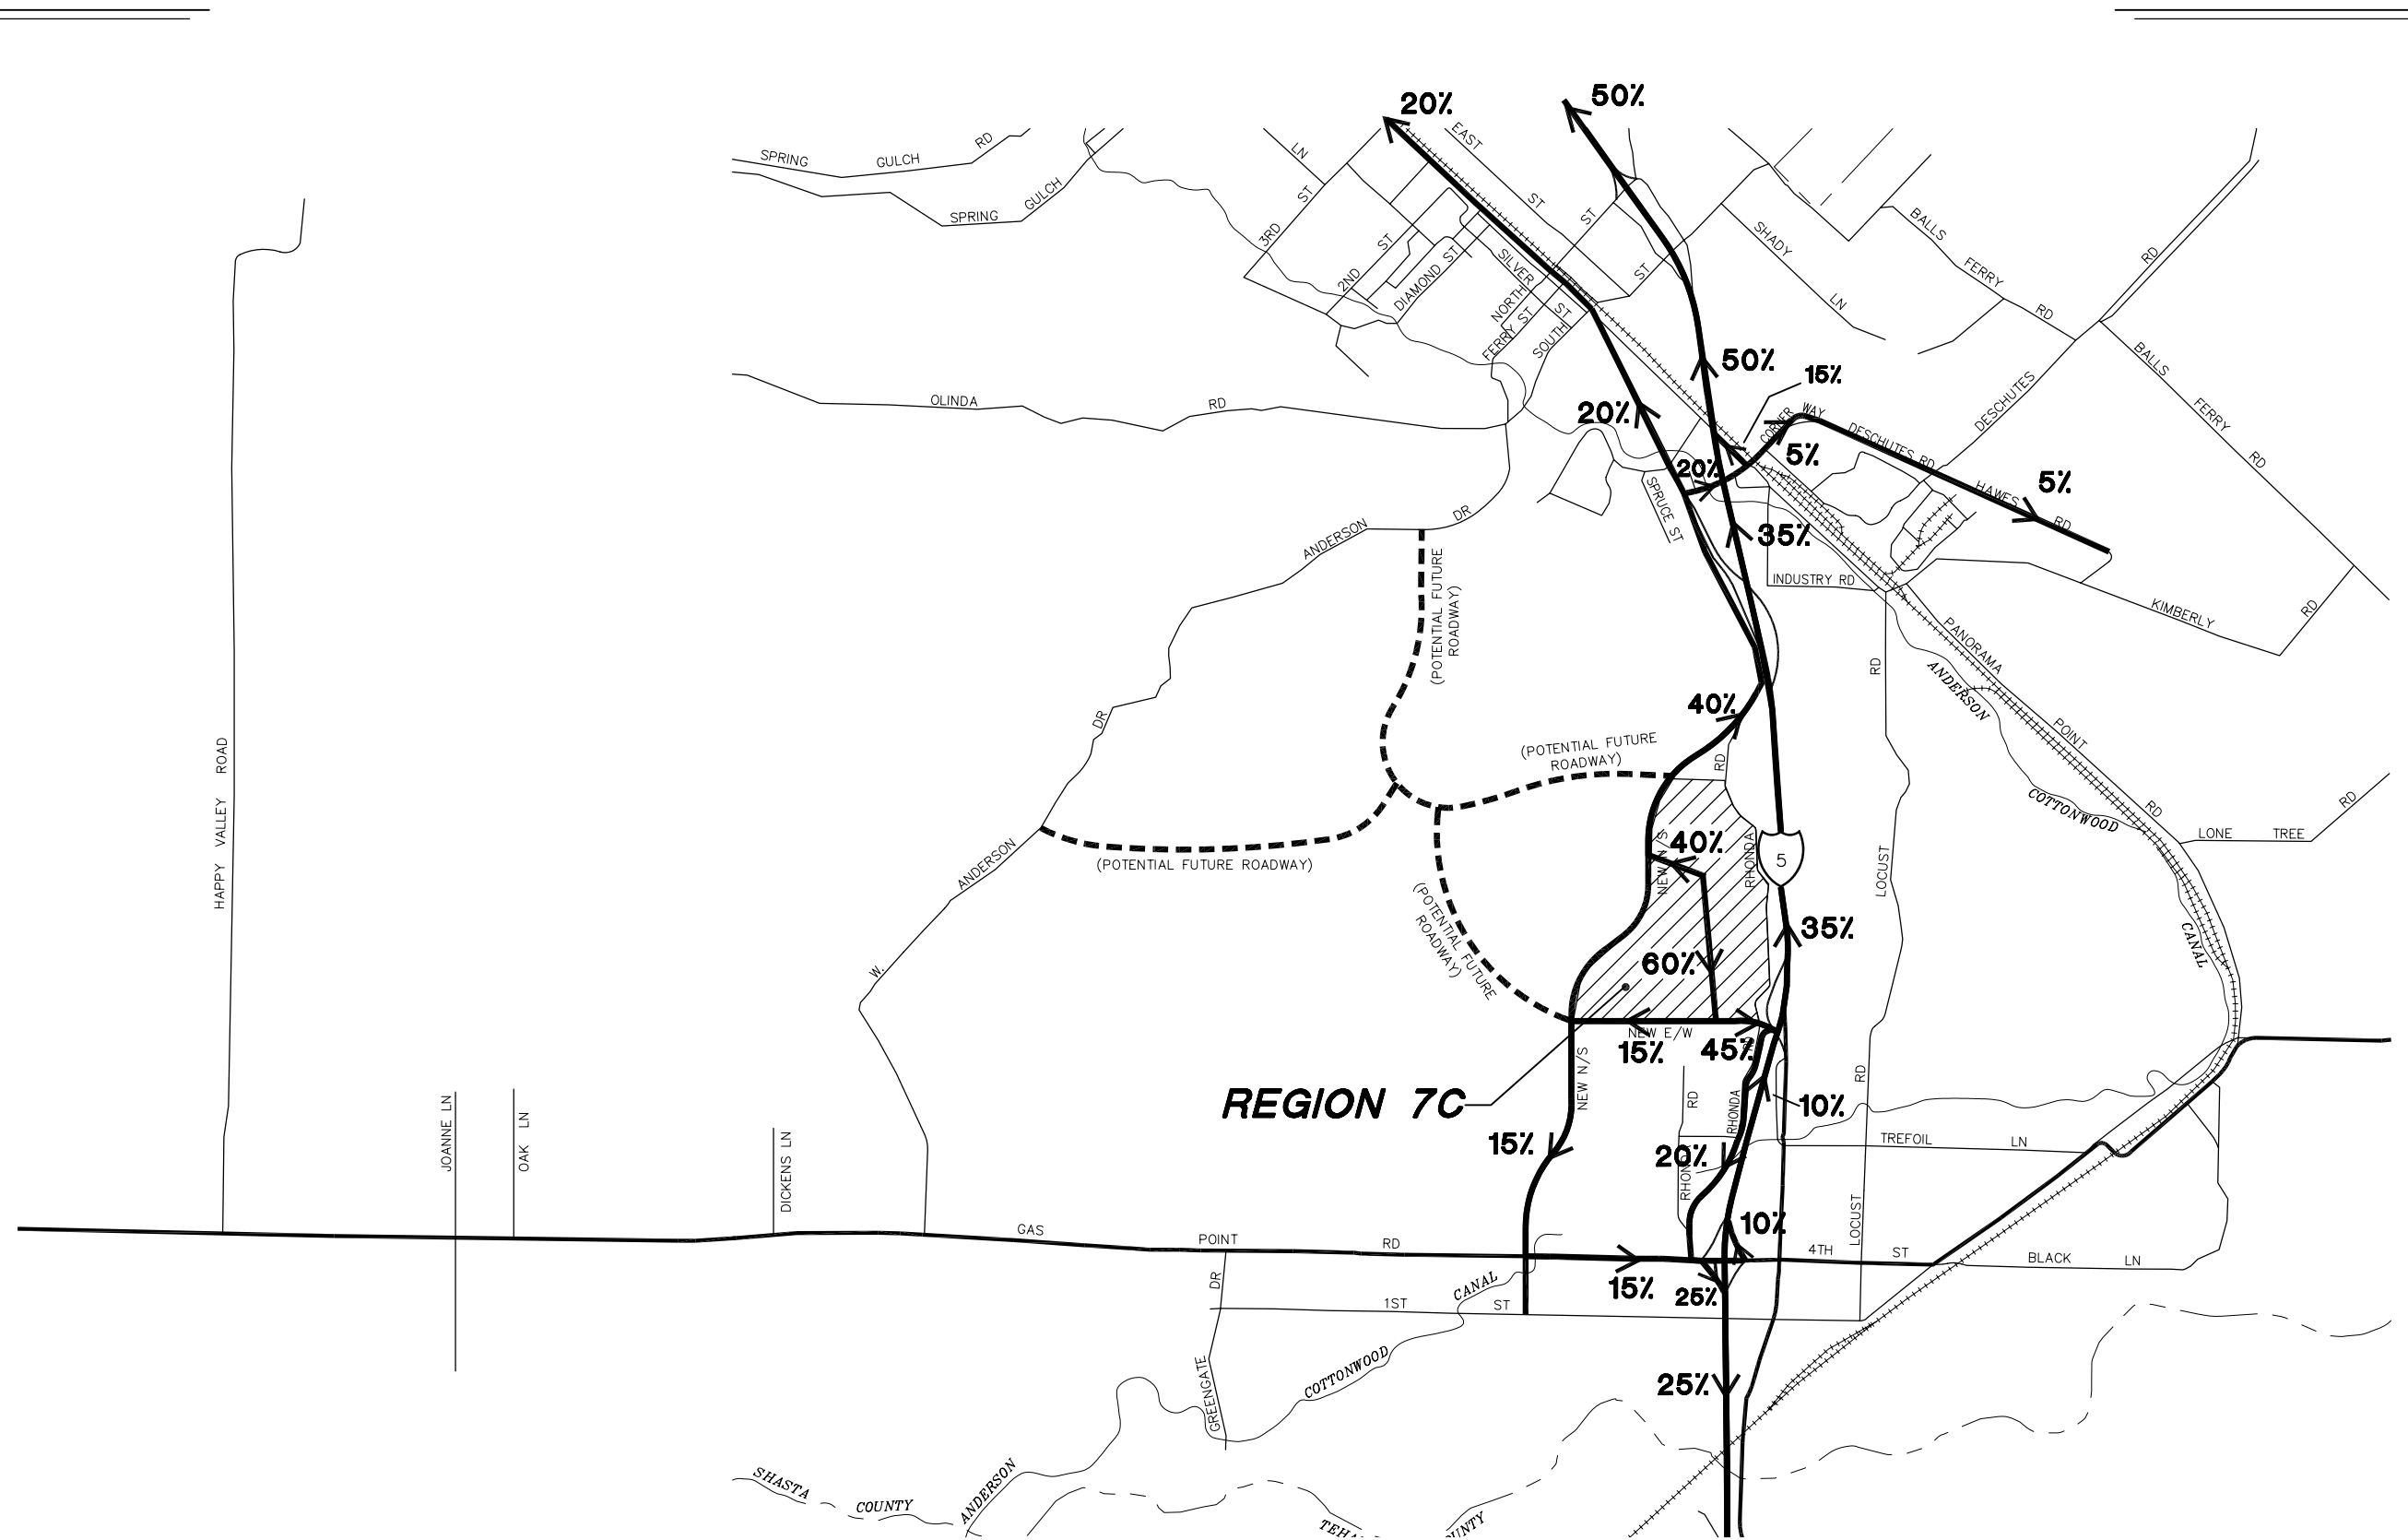 20%
50%
EAST
ST
SPRING GULCH RD
SPRING GULCH
LN
ST
3RD
2ND ST
DIAMOND ST
SILVER ST
NORTH ST
FERRY ST
SOUTH
ST
SHADY LN
BALLS FERRY RD
RD
DESCHUTES
BALLS FERRY RD
OLINDA RD
50%
15%
20%
20%
CORNER WAY
5%
DESCHUTES RD
HAWES RD
5%
SPRUCE ST
35%
INDUSTRY RD
ANDERSON DR
(POTENTIAL FUTURE
ROADWAY)
KIMBERLY RD
PANORAMA POINT RD
ANDERSON COTTONWOOD CANAL
RD
DR
40%
RD
(POTENTIAL FUTURE
ROADWAY)
HAPPY VALLEY ROAD
40%
NEW N/S
RHONDA
5
LOCUST
LONE TREE RD
(POTENTIAL FUTURE ROADWAY)
ANDERSON
W.
(POTENTIAL FUTURE
ROADWAY)
35%
60%
NEW E/W
15%
45%
RD
NEW N/S
REGION 7C
RD
RHONDA
10%
RD
15%
20%
RHONDA
TREFOIL LN
JOANNE LN
OAK LN
DICKENS LN
LOCUST
10%
GAS POINT RD
4TH ST
BLACK LN
15%
25%
DR
GREENGATE
1ST ST
CANAL
COTTONWOOD
25%
ANDERSON
SHASTA COUNTY